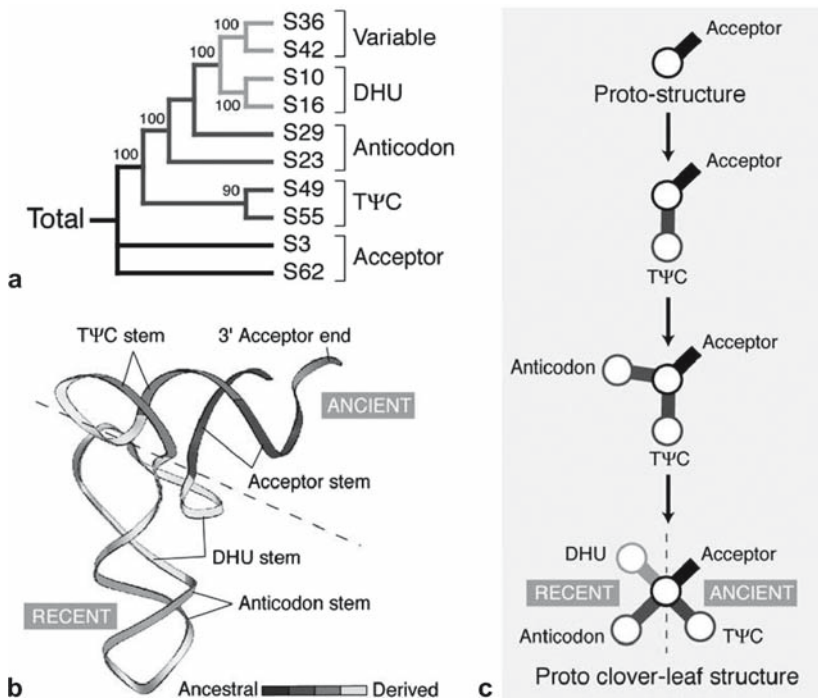 100
S36
S42
Variable
100
S10
S16
DHU
100
100
S29
S23
Anticodon
100
90
S49
S55
TΨC
Total
S3
S62
Acceptor
a
TΨC stem
3' Acceptor end
ANCIENT
Acceptor stem
DHU stem
RECENT
Anticodon stem
b
Ancestral
Derived
Acceptor
Proto-structure
Acceptor
TΨC
Anticodon
Acceptor
TΨC
DHU
Acceptor
RECENT
ANCIENT
Anticodon
TΨC
c
Proto clover-leaf structure